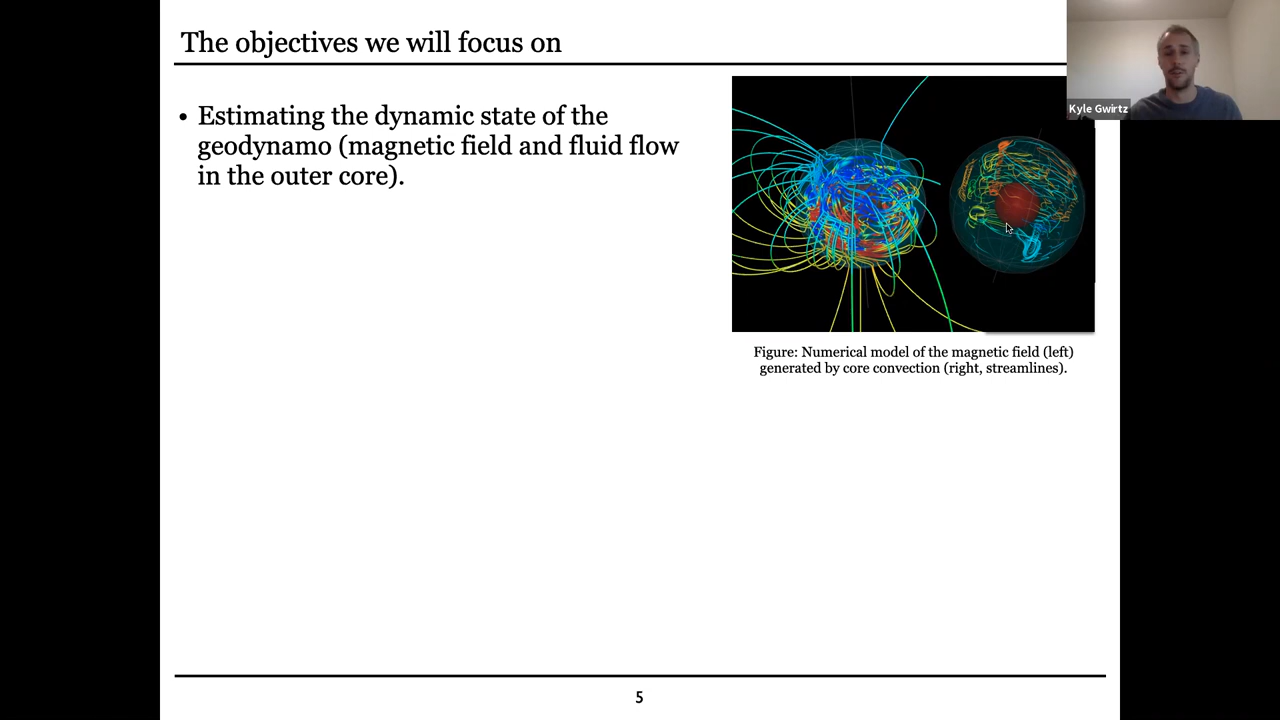 The objectives we will focus on
Kyle Gwirtz
• Estimating the dynamic state of the
geodynamo (magnetic field and fluid flow
in the outer core).
Figure: Numerical model of the magnetic field (left)
generated by core convection (right, streamlines).
5